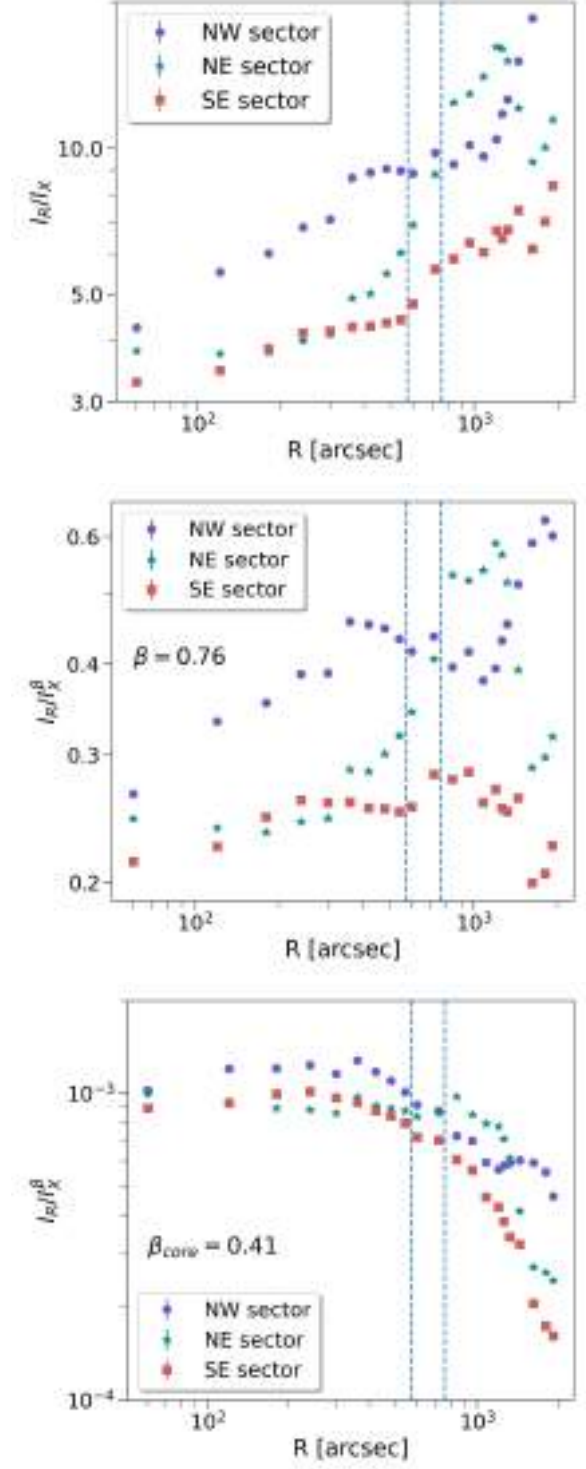 NW sector
NE sector
SE sector
10.0
5.0
3.0
I_R/I_X
10²
10³
R [arcsec]
NW sector
NE sector
SE sector
β = 0.76
0.6
0.4
0.3
0.2
I_R/I_X^β
10²
10³
R [arcsec]
10⁻³
I_R/I_X^β
β_core = 0.41
NW sector
NE sector
SE sector
10⁻⁴
10²
10³
R [arcsec]